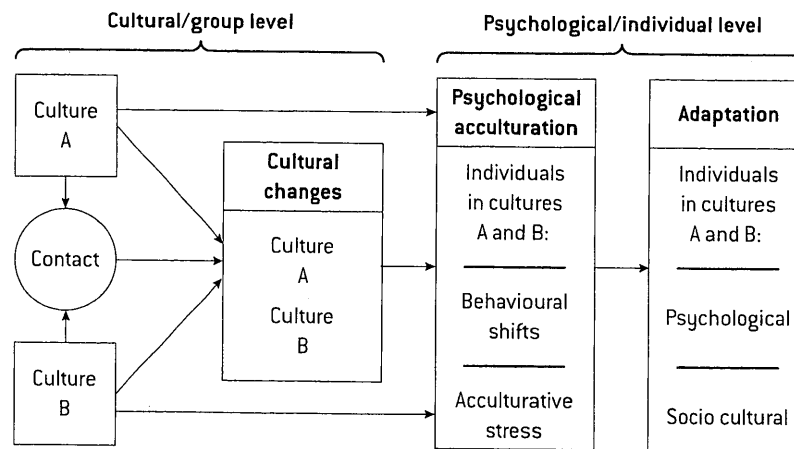 Cultural/group level
Psychological/individual level
Culture
A
Contact
Culture
B
Cultural
changes
Culture
A
Culture
B
Psychological
acculturation
Individuals
in cultures
A and B:
Behavioural
shifts
Acculturative
stress
Adaptation
Individuals
in cultures
A and B:
Psychological
Socio cultural